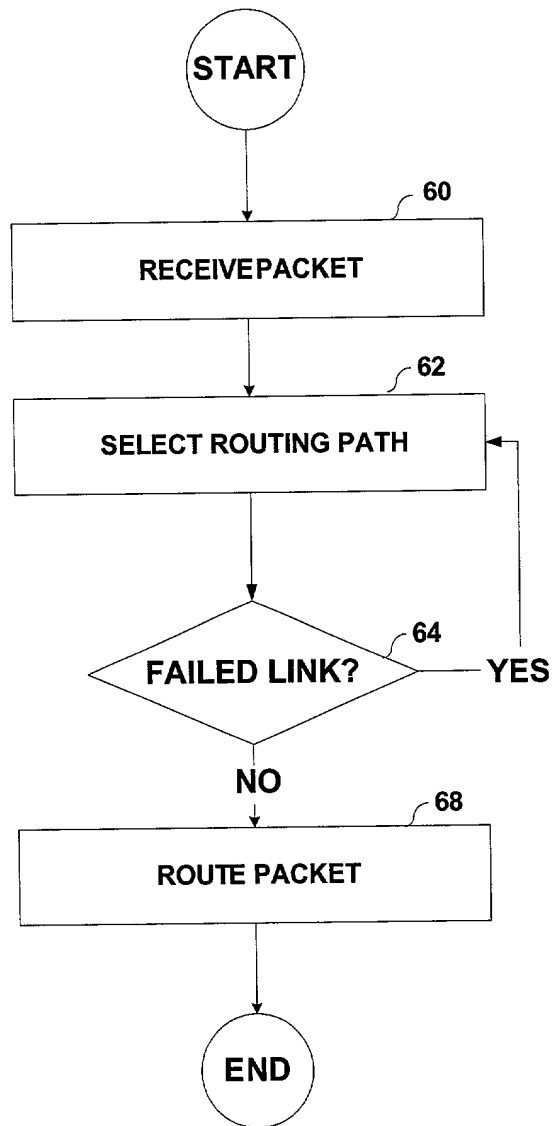 START
60
RECEIVEPACKET
62
SELECT ROUTING PATH
64
FAILED LINK?
YES
NO
68
ROUTE PACKET
END